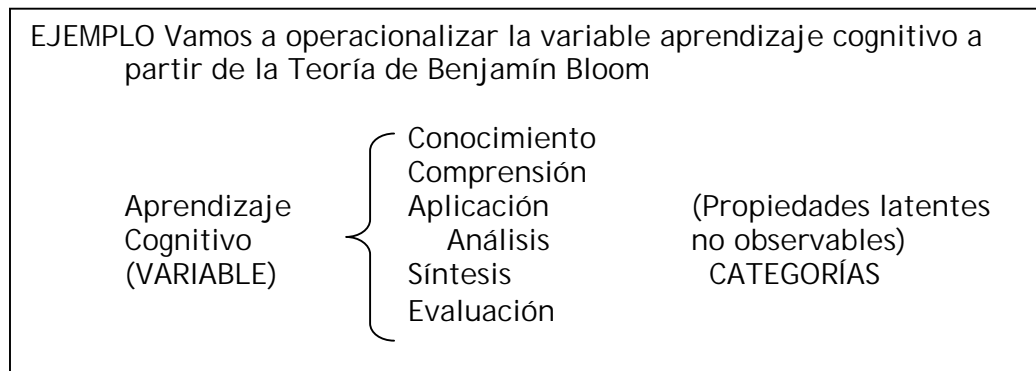 EJEMPLO Vamos a operacionalizar la variable aprendizaje cognitivo a
partir de la Teoría de Benjamín Bloom
Conocimiento
Comprensión
Aprendizaje Aplicación (Propiedades latentes
Cognitivo Análisis no observables)
(VARIABLE) Síntesis CATEGORÍAS
Evaluación